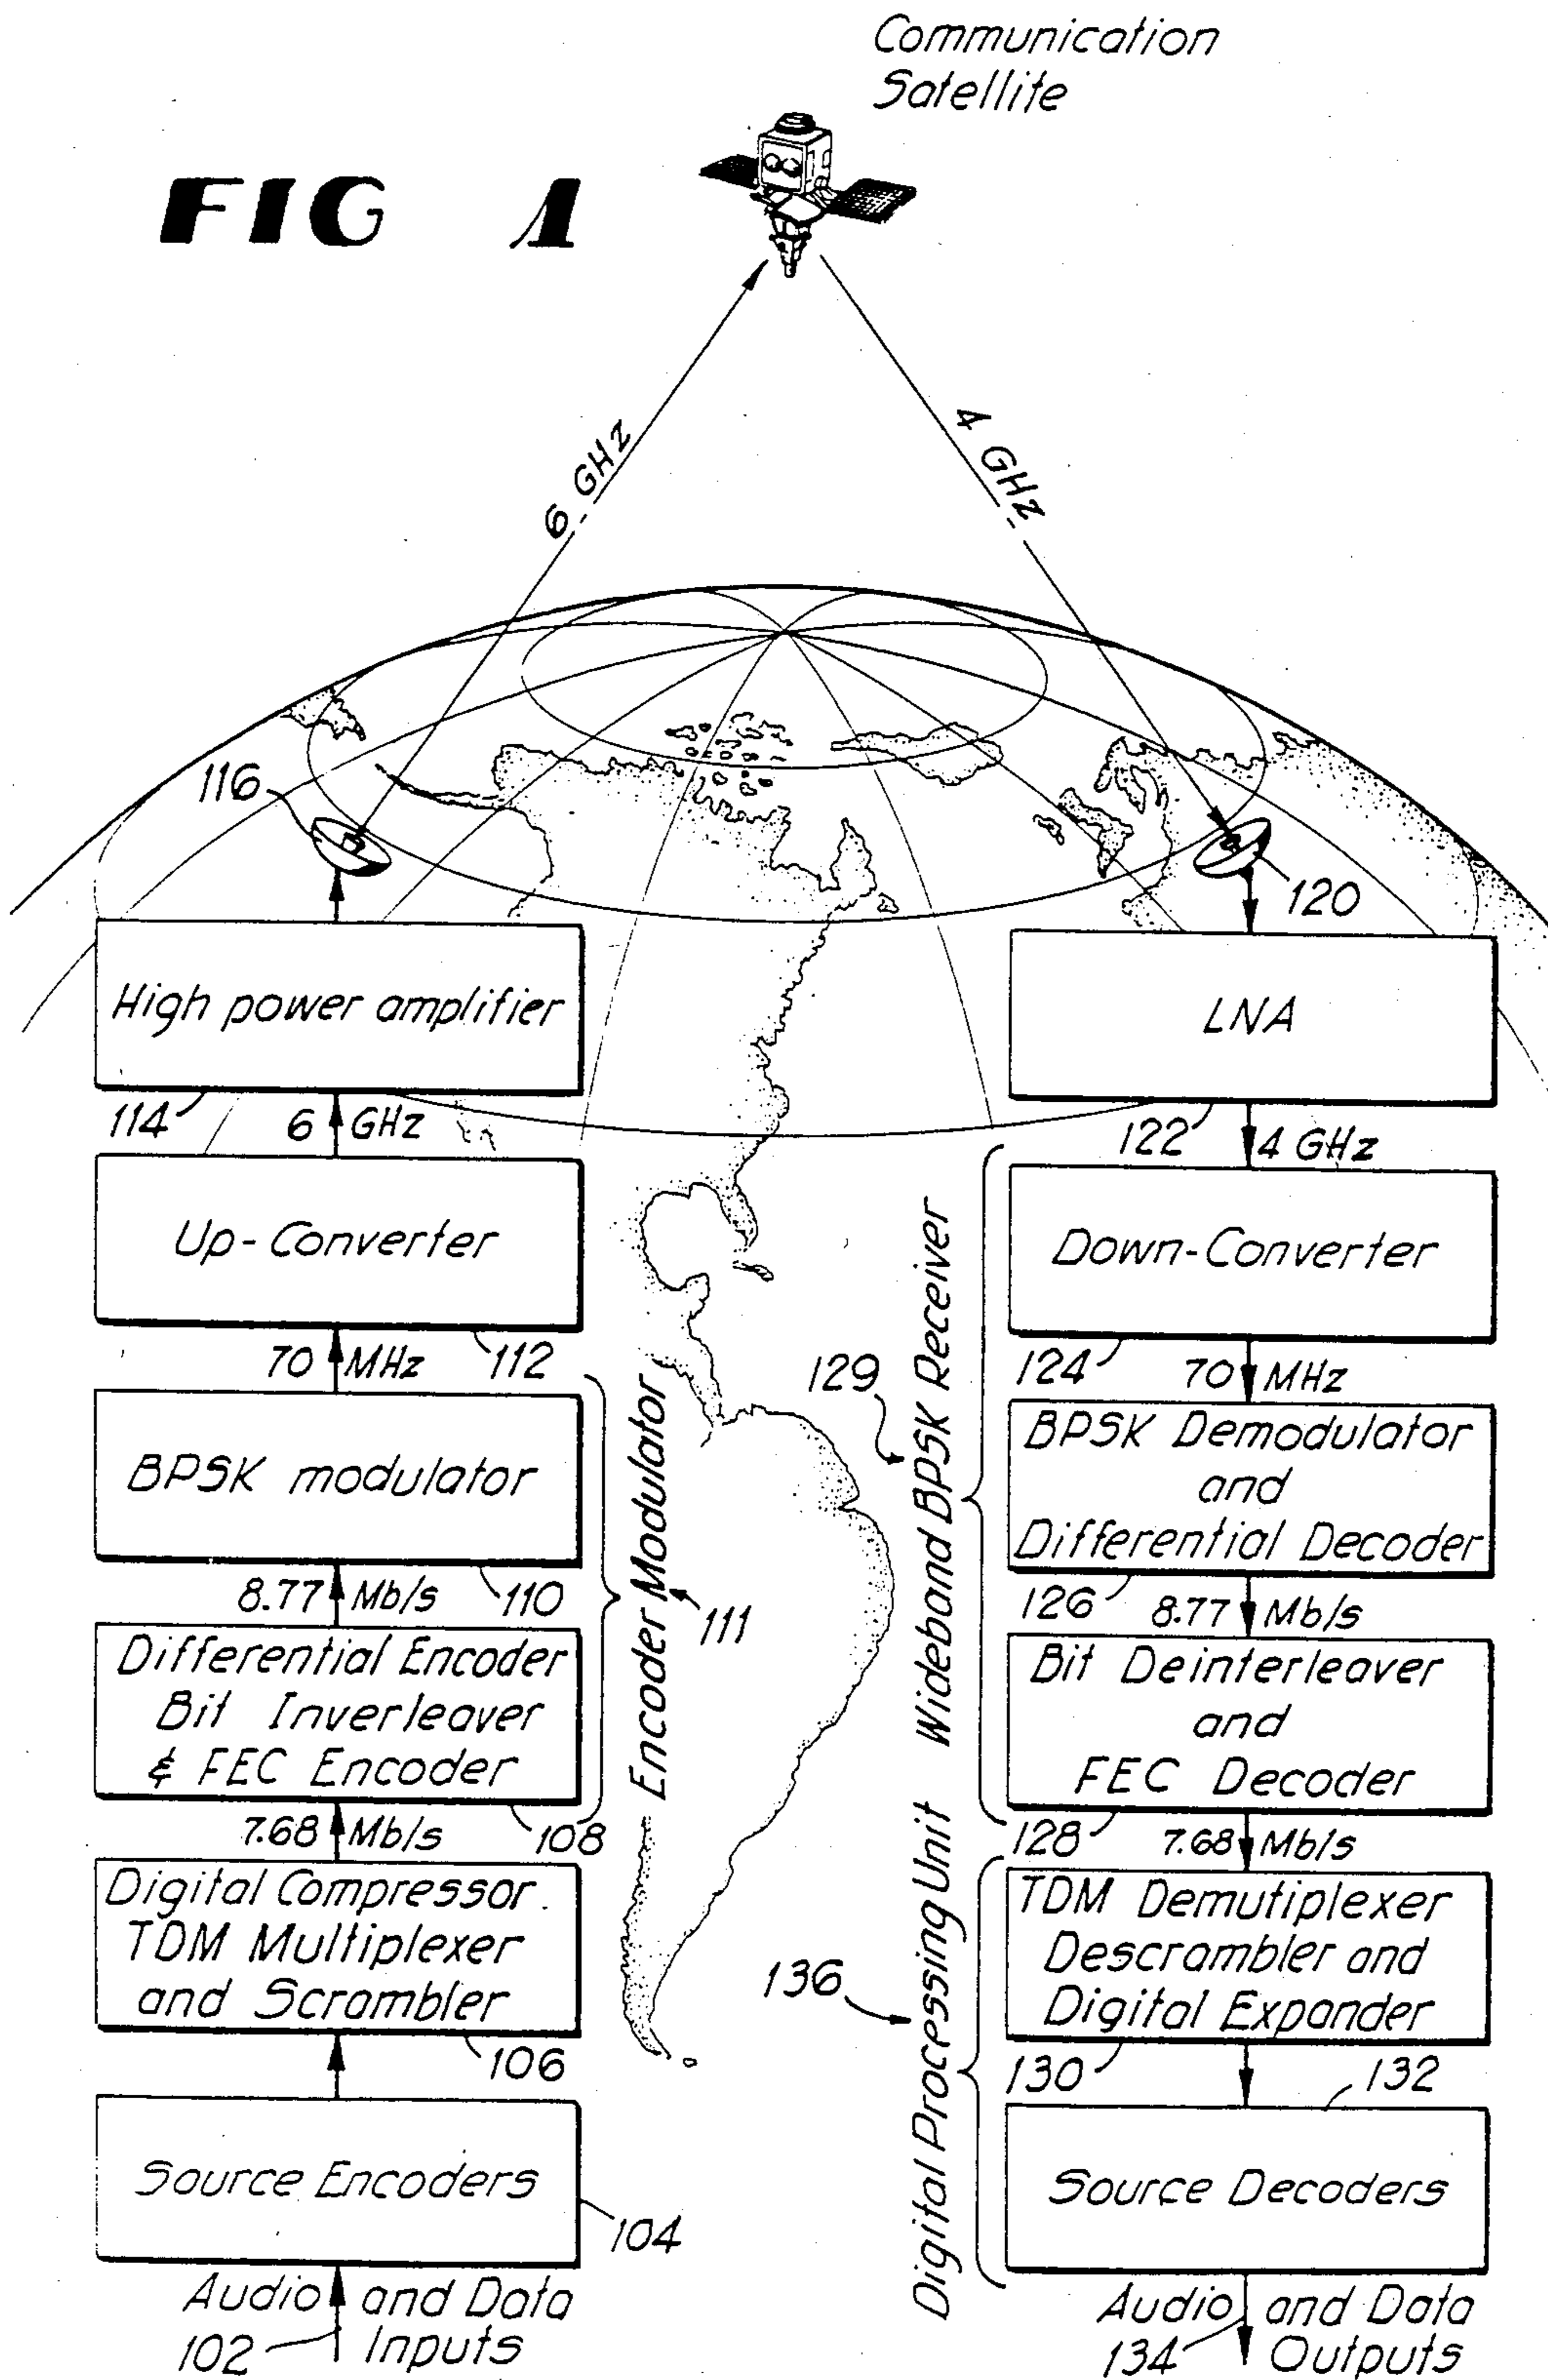 Communication
Satellite
FIG 1
6 GHz
4 GHz
116
120
High power amplifier
114
6 GHz
Up-Converter
112
70 MHz
BPSK modulator
110
8.77 Mb/s
Differential Encoder
Bit Inverleaver
& FEC Encoder
108
7.68 Mb/s
Digital Compressor
TDM Multiplexer
and Scrambler
106
Source Encoders
104
Audio and Data
102 Inputs
Encoder Modulator
111
LNA
122
4 GHz
Down-Converter
124
70 MHz
BPSK Demodulator
and
Differential Decoder
126
8.77 Mb/s
Bit Deinterleaver
and
FEC Decoder
128
7.68 Mb/s
TDM Demutiplexer
Descrambler and
Digital Expander
130
132
Source Decoders
Audio and Data
134 Outputs
129
Wideband BPSK Receiver
136
Digital Processing Unit